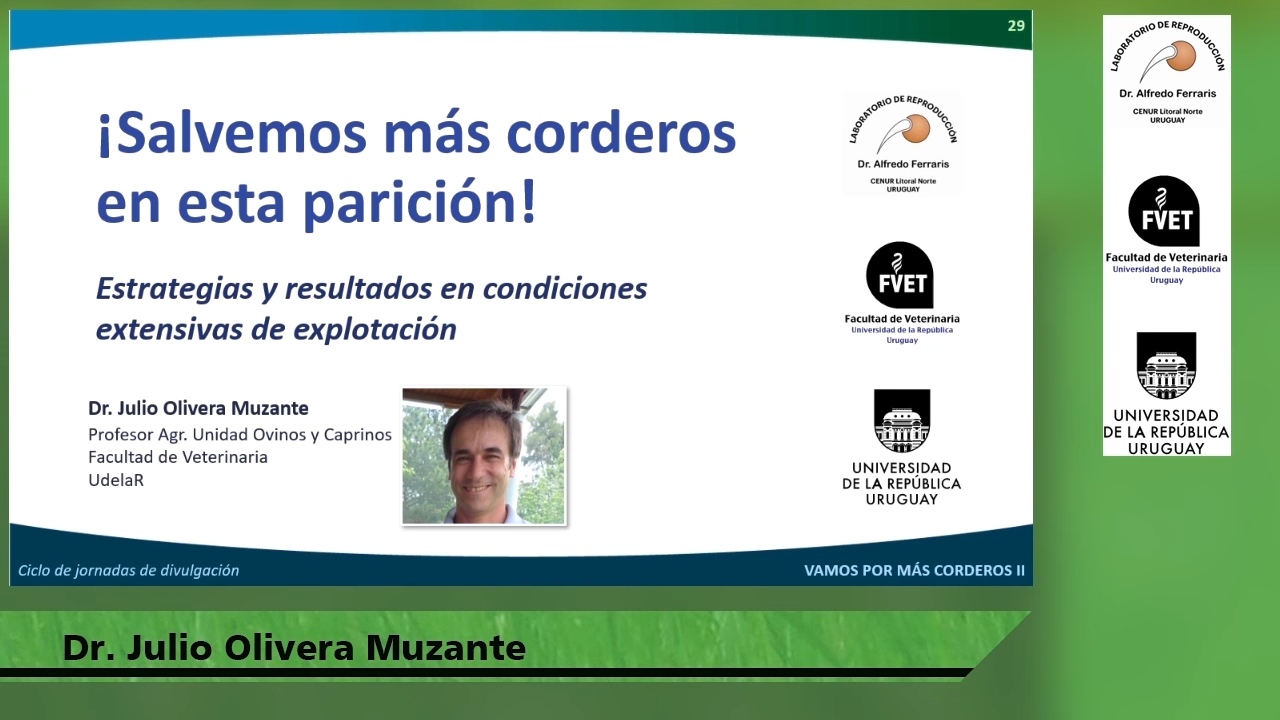 29
¡Salvemos más corderos
en esta parición!
Estrategias y resultados en condiciones
extensivas de explotación
Dr. Julio Olivera Muzante
Profesor Agr. Unidad Ovinos y Caprinos
Facultad de Veterinaria
UdelaR
LABORATORIO DE REPRODUCCIÓN
Dr. Alfredo Ferraris
CENUR Litoral Norte
URUGUAY
FVET
Facultad de Veterinaria
Universidad de la República
Uruguay
UNIVERSIDAD
DE LA REPÚBLICA
URUGUAY
Ciclo de jornadas de divulgación
VAMOS POR MÁS CORDEROS II
Dr. Julio Olivera Muzante
LABORATORIO DE REPRODUCCIÓN
Dr. Alfredo Ferraris
CENUR Litoral Norte
URUGUAY
FVET
Facultad de Veterinaria
Universidad de la República
Uruguay
UNIVERSIDAD
DE LA REPÚBLICA
URUGUAY